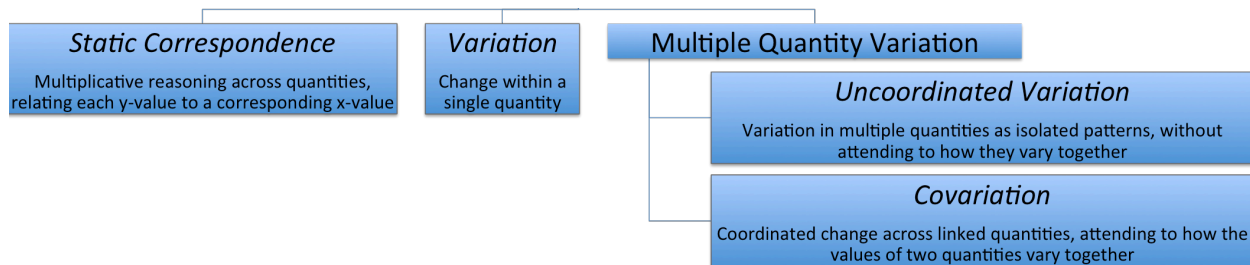 Static Correspondence
Multiplicative reasoning across quantities,
relating each y-value to a corresponding x-value
Variation
Change within a
single quantity
Multiple Quantity Variation
Uncoordinated Variation
Variation in multiple quantities as isolated patterns, without
attending to how they vary together
Covariation
Coordinated change across linked quantities, attending to how the
values of two quantities vary together